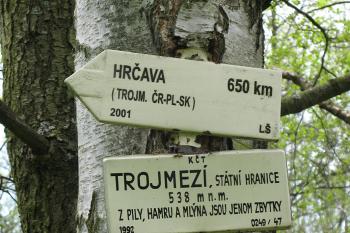 HRČAVA 650 km
(TROJM. ČR-PL-SK)
2001 LŠ
KČT
TROJMEZÍ, STÁTNÍ HRANICE
538 m n. m.
Z PILY, HAMRU A MLÝNA JSOU JENOM ZBYTKY
1992 0249/47